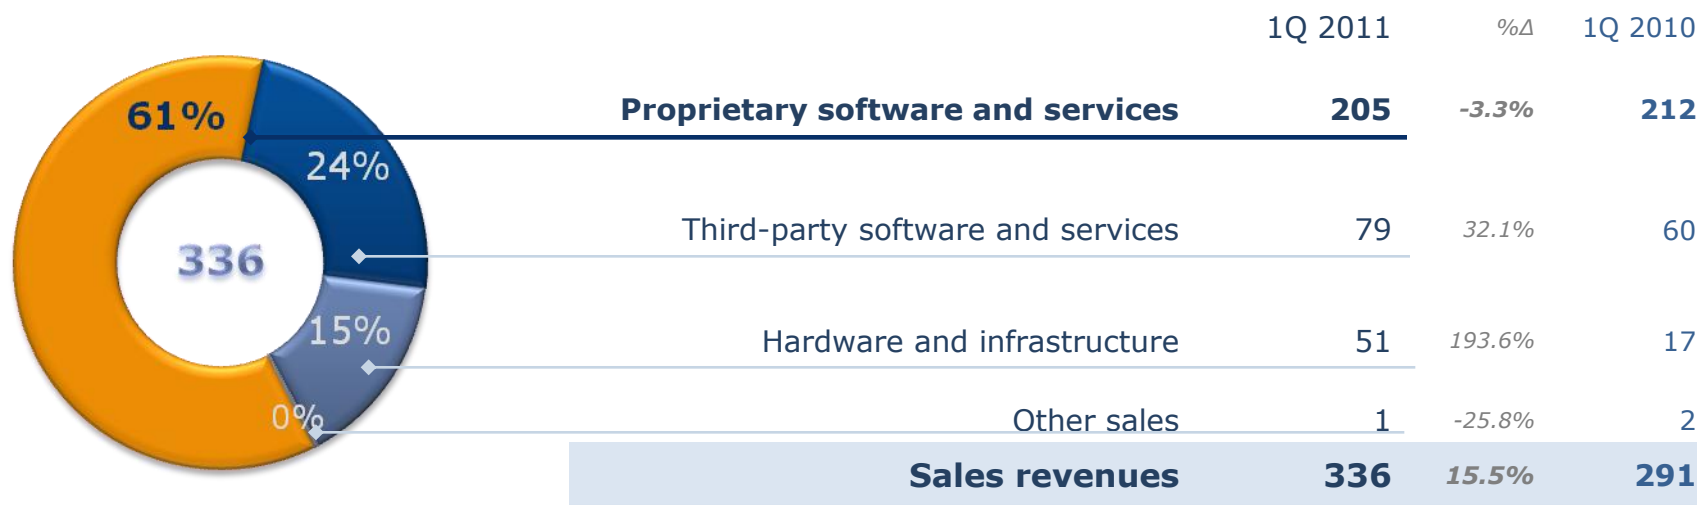 1Q 2011 %Δ 1Q 2010
61%
Proprietary software and services 205 -3.3% 212
24%
Third-party software and services 79 32.1% 60
336
15%
Hardware and infrastructure 51 193.6% 17
0%
Other sales 1 -25.8% 2
Sales revenues 336 15.5% 291